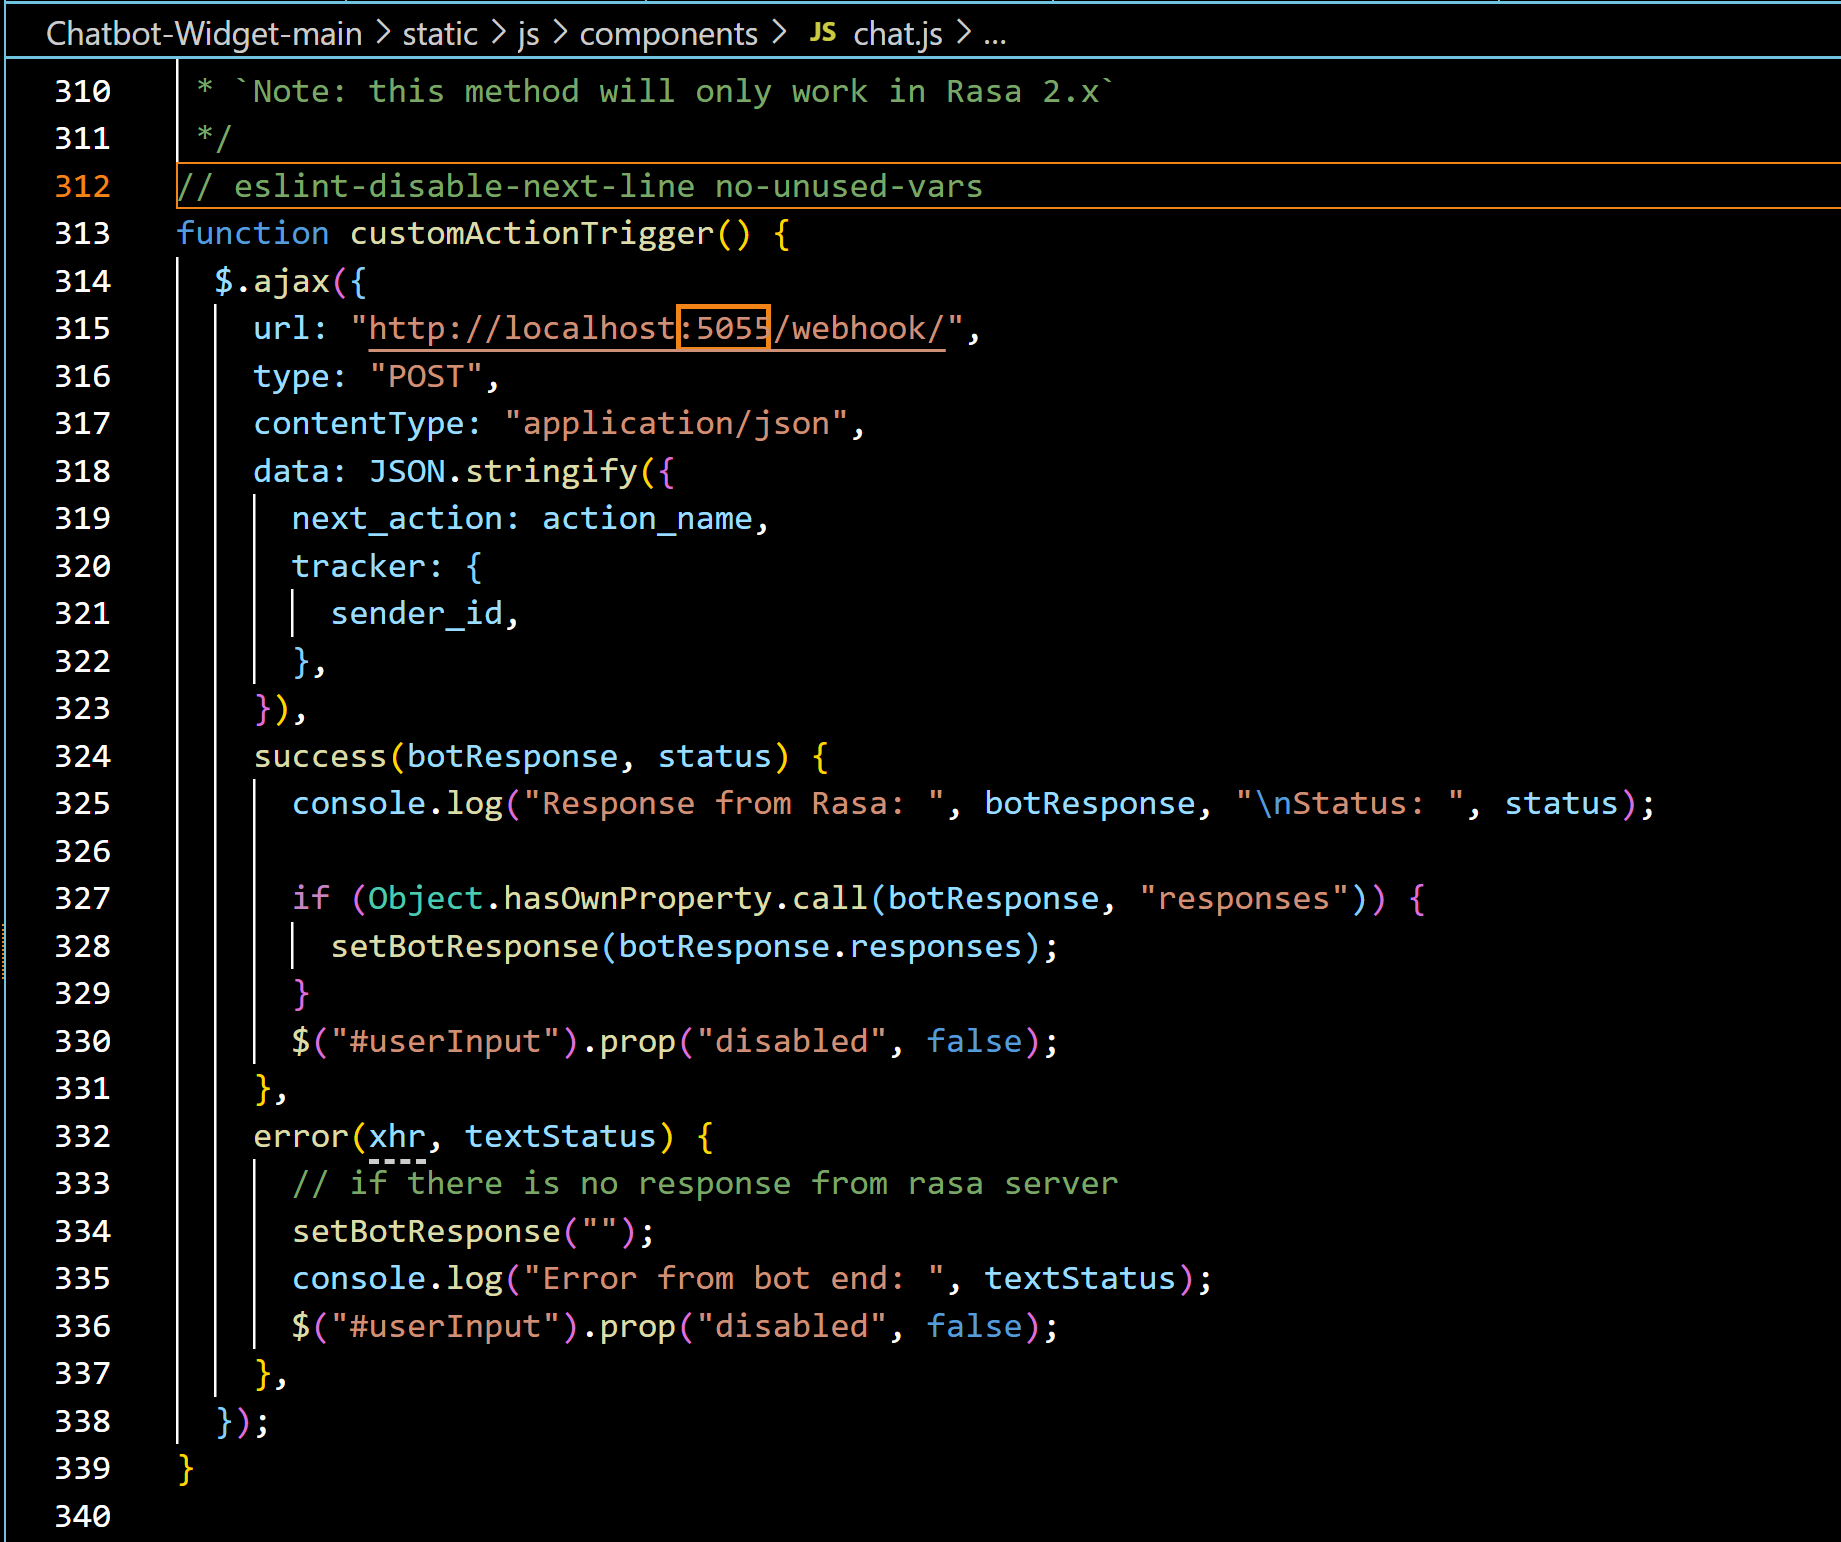 Chatbot-Widget-main > static > js > components > JS chat.js > ...
310 * `Note: this method will only work in Rasa 2.x`
311 */
312 // eslint-disable-next-line no-unused-vars
313 function customActionTrigger() {
314 $.ajax({
315 url: "http://localhost:5055/webhook/",
316 type: "POST",
317 contentType: "application/json",
318 data: JSON.stringify({
319 next_action: action_name,
320 tracker: {
321 sender_id,
322 },
323 }),
324 success(botResponse, status) {
325 console.log("Response from Rasa: ", botResponse, "\nStatus: ", status);
326
327 if (Object.hasOwnProperty.call(botResponse, "responses")) {
328 setBotResponse(botResponse.responses);
329 }
330 $("#userInput").prop("disabled", false);
331 },
332 error(xhr, textStatus) {
333 // if there is no response from rasa server
334 setBotResponse("");
335 console.log("Error from bot end: ", textStatus);
336 $("#userInput").prop("disabled", false);
337 },
338 });
339 }
340